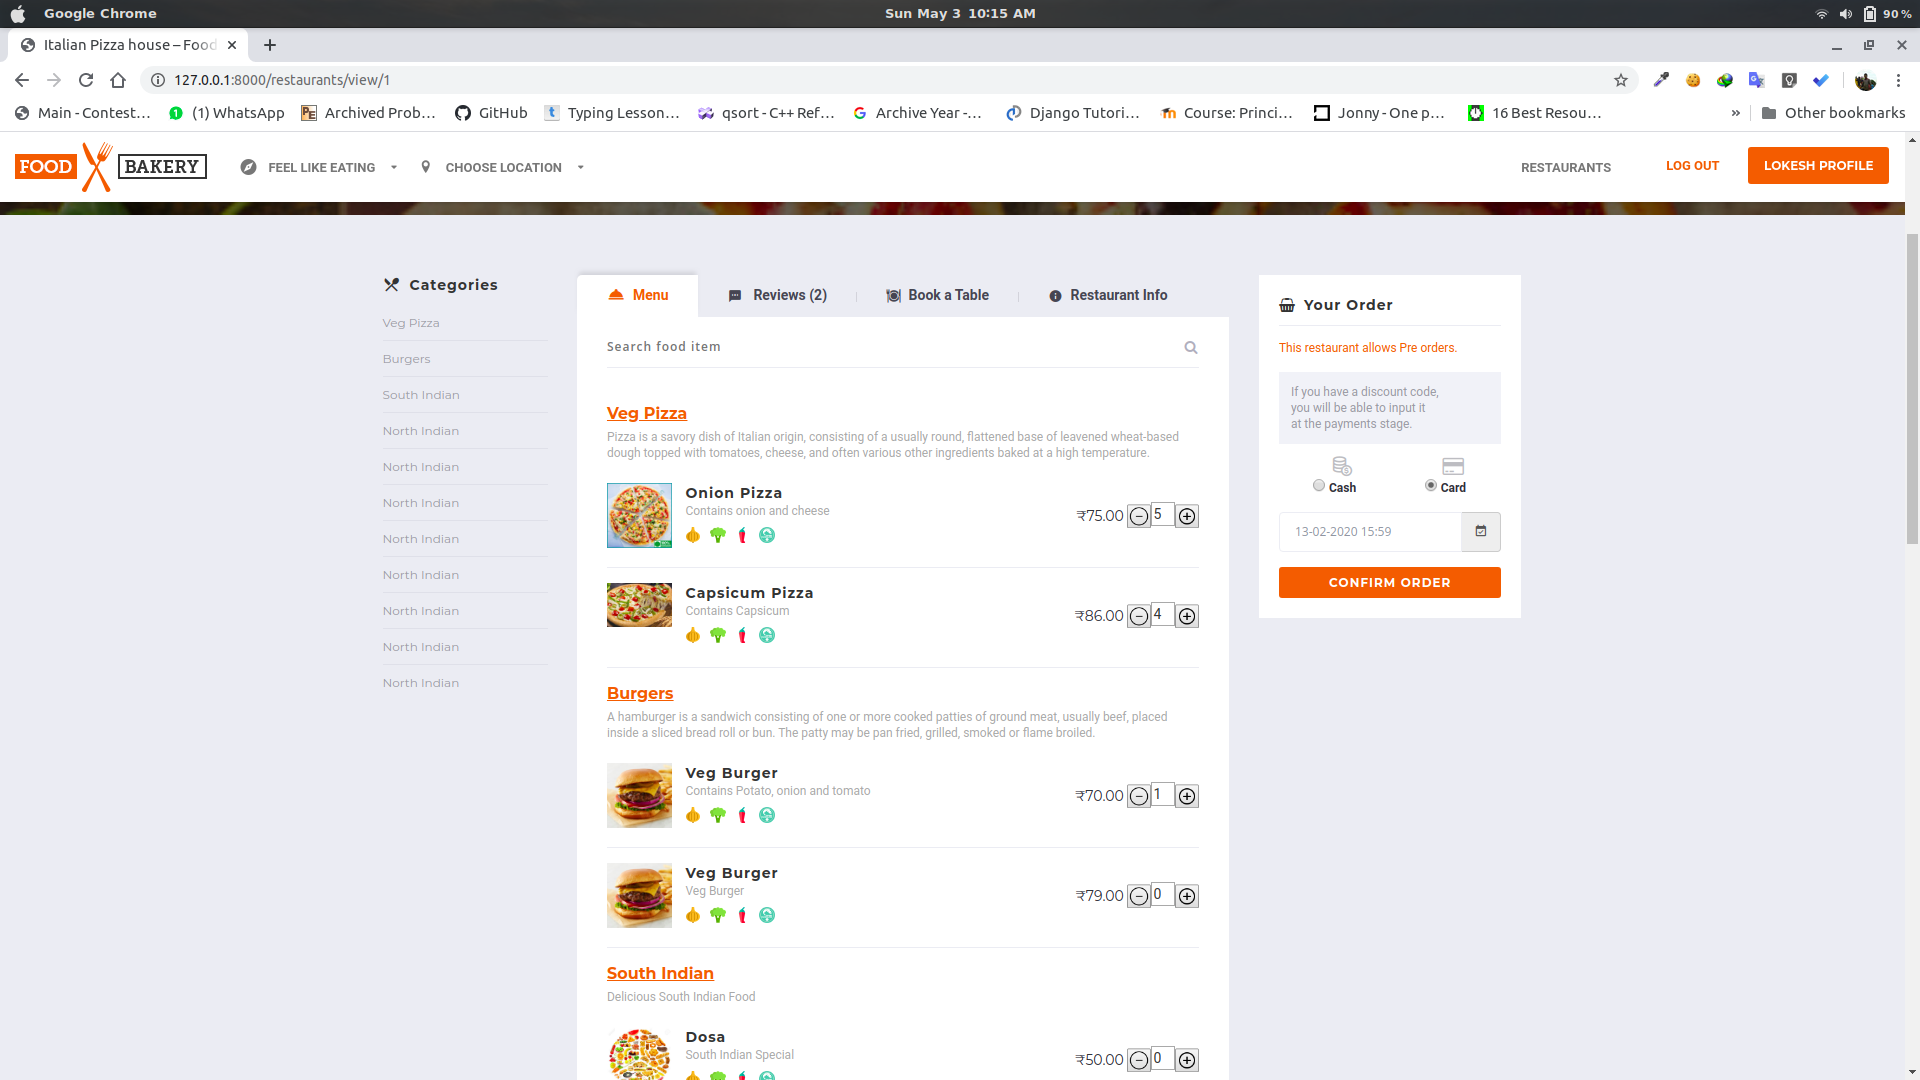 Google Chrome
Sun May 3 10:15 AM
90 %
Italian Pizza house – Food
127.0.0.1:8000/restaurants/view/1
Main - Contest…
(1) WhatsApp
Archived Prob…
GitHub
Typing Lesson…
qsort - C++ Ref…
Archive Year -…
Django Tutori…
Course: Princi…
Jonny - One p…
16 Best Resou…
»
Other bookmarks
FOOD BAKERY
FEEL LIKE EATING
CHOOSE LOCATION
RESTAURANTS
LOG OUT
LOKESH PROFILE
Categories
Veg Pizza
Burgers
South Indian
North Indian
North Indian
North Indian
North Indian
North Indian
North Indian
North Indian
North Indian
Menu
Reviews (2)
Book a Table
Restaurant Info
Search food item
Veg Pizza
Pizza is a savory dish of Italian origin, consisting of a usually round, flattened base of leavened wheat-based
dough topped with tomatoes, cheese, and often various other ingredients baked at a high temperature.
Onion Pizza
Contains onion and cheese
₹75.00 5
Capsicum Pizza
Contains Capsicum
₹86.00 4
Burgers
A hamburger is a sandwich consisting of one or more cooked patties of ground meat, usually beef, placed
inside a sliced bread roll or bun. The patty may be pan fried, grilled, smoked or flame broiled.
Veg Burger
Contains Potato, onion and tomato
₹70.00 1
Veg Burger
Veg Burger
₹79.00 0
South Indian
Delicious South Indian Food
Dosa
South Indian Special
₹50.00 0
Your Order
This restaurant allows Pre orders.
If you have a discount code,
you will be able to input it
at the payments stage.
Cash
Card
13-02-2020 15:59
CONFIRM ORDER